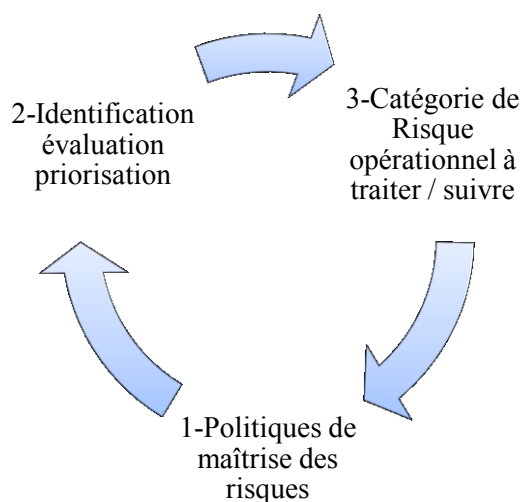 2-Identification
évaluation
priorisation
3-Catégorie de
Risque
opérationnel à
traiter / suivre
1-Politiques de
maîtrise des
risques